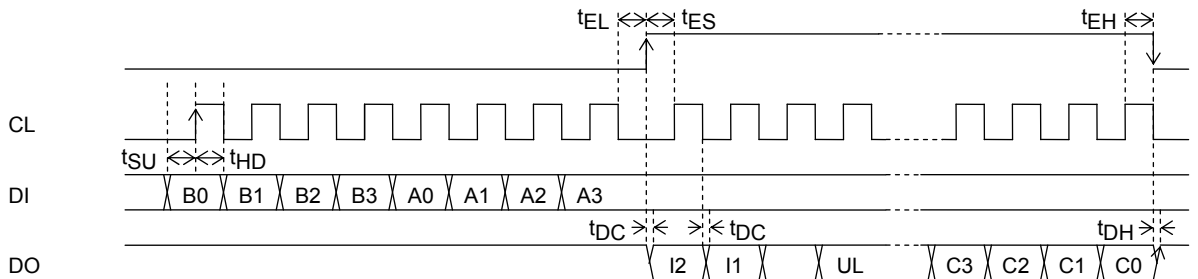 tEL tES tEH
CL
tSU tHD
DI B0 B1 B2 B3 A0 A1 A2 A3
tDC tDC tDH
DO I2 I1 UL C3 C2 C1 C0